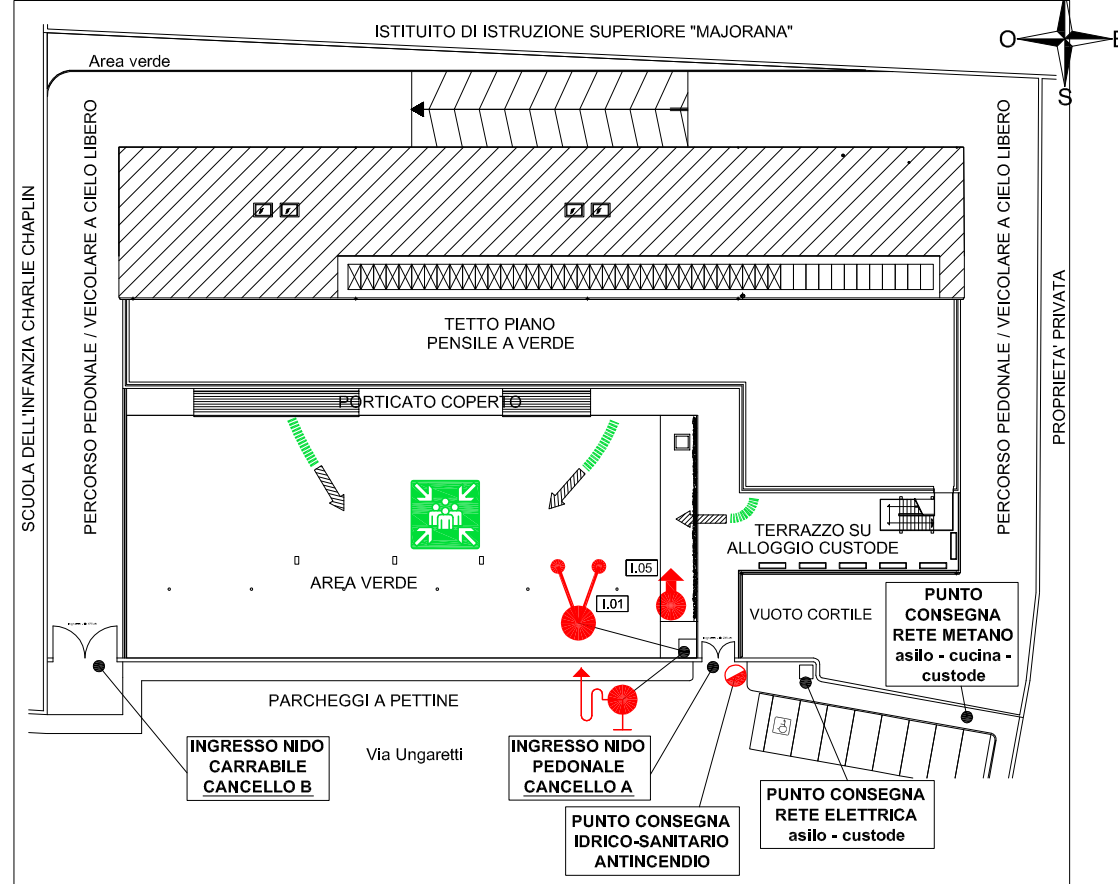 ISTITUITO DI ISTRUZIONE SUPERIORE "MAJORANA"
O
E
S
Area verde
SCUOLA DELL'INFANZIA CHARLIE CHAPLIN
PERCORSO PEDONALE / VEICOLARE A CIELO LIBERO
PERCORSO PEDONALE / VEICOLARE A CIELO LIBERO
PROPRIETA' PRIVATA
TETTO PIANO
PENSILE A VERDE
PORTICATO COPERTO
TERRAZZO SU
ALLOGGIO CUSTODE
AREA VERDE
I.05
I.01
VUOTO CORTILE
PUNTO
CONSEGNA
RETE METANO
asilo - cucina -
custode
PARCHEGGI A PETTINE
Via Ungaretti
INGRESSO NIDO
CARRABILE
CANCELLO B
INGRESSO NIDO
PEDONALE
CANCELLO A
PUNTO CONSEGNA
IDRICO-SANITARIO
ANTINCENDIO
PUNTO CONSEGNA
RETE ELETTRICA
asilo - custode